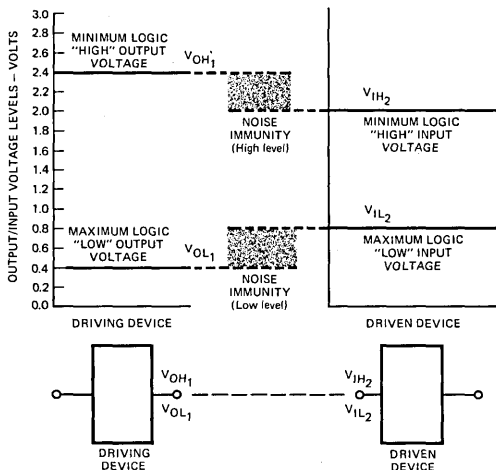 OUTPUT/INPUT VOLTAGE LEVELS – VOLTS
3.0
2.8
2.6
2.4
2.2
2.0
1.8
1.6
1.4
1.2
1.0
0.8
0.6
0.4
0.2
0.0
MINIMUM LOGIC
"HIGH" OUTPUT
VOLTAGE
VOH1
NOISE
IMMUNITY
(High level)
VIH2
MINIMUM LOGIC
"HIGH" INPUT
VOLTAGE
MAXIMUM LOGIC
"LOW" OUTPUT
VOLTAGE
VOL1
NOISE
IMMUNITY
(Low level)
VIL2
MAXIMUM LOGIC
"LOW" INPUT
VOLTAGE
DRIVING DEVICE
DRIVEN DEVICE
VOH1
VOL1
DRIVING
DEVICE
VIH2
VIL2
DRIVEN
DEVICE